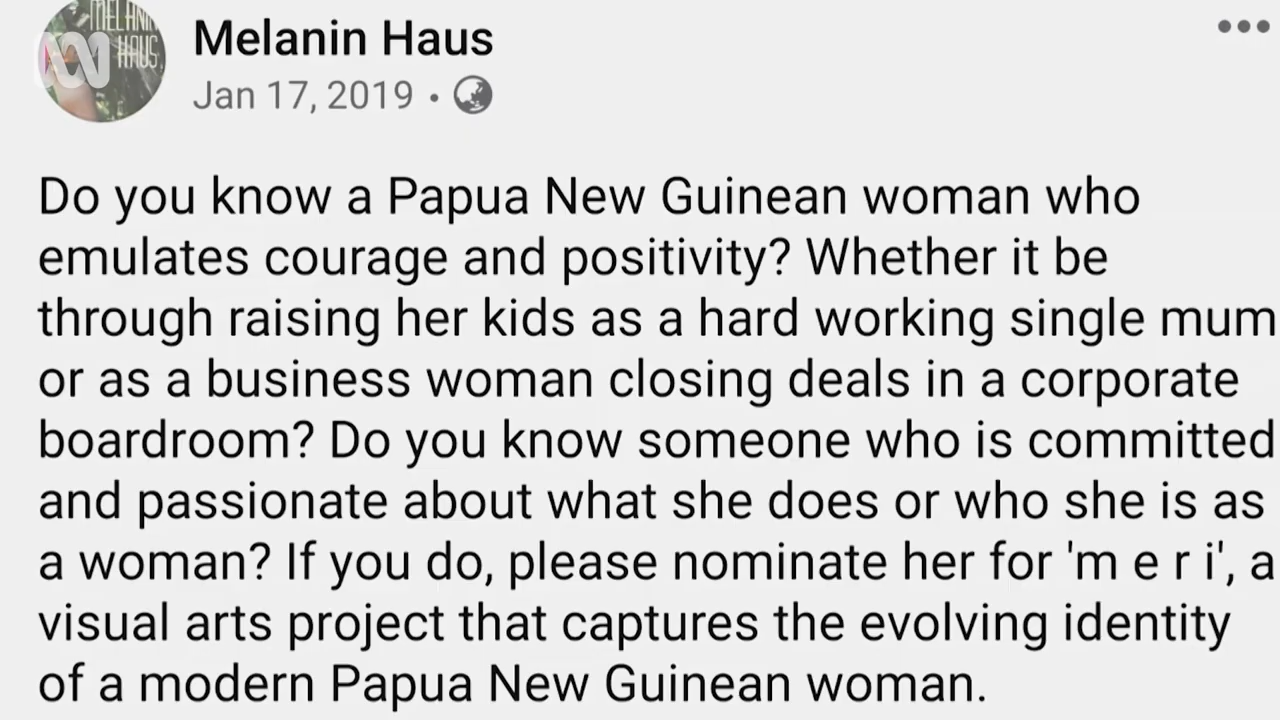 MELANIN
HAUS
Melanin Haus
Jan 17, 2019 •
Do you know a Papua New Guinean woman who
emulates courage and positivity? Whether it be
through raising her kids as a hard working single mum
or as a business woman closing deals in a corporate
boardroom? Do you know someone who is committed
and passionate about what she does or who she is as
a woman? If you do, please nominate her for 'm e r i', a
visual arts project that captures the evolving identity
of a modern Papua New Guinean woman.